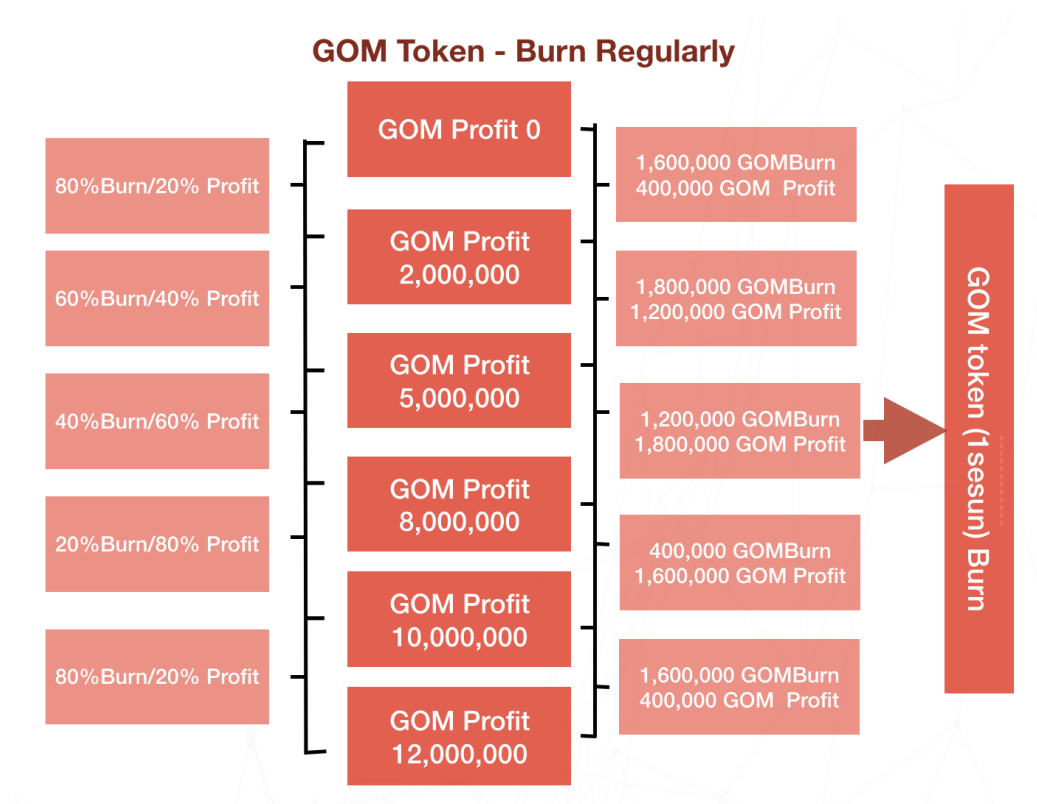 GOM Token - Burn Regularly
80%Burn/20% Profit
60%Burn/40% Profit
40%Burn/60% Profit
20%Burn/80% Profit
80%Burn/20% Profit
GOM Profit 0
GOM Profit
2,000,000
GOM Profit
5,000,000
GOM Profit
8,000,000
GOM Profit
10,000,000
GOM Profit
12,000,000
1,600,000 GOMBurn
400,000 GOM  Profit
1,800,000 GOMBurn
1,200,000 GOM Profit
1,200,000 GOMBurn
1,800,000 GOM Profit
400,000 GOMBurn
1,600,000 GOM Profit
1,600,000 GOMBurn
400,000 GOM  Profit
GOM token (1sesun) Burn